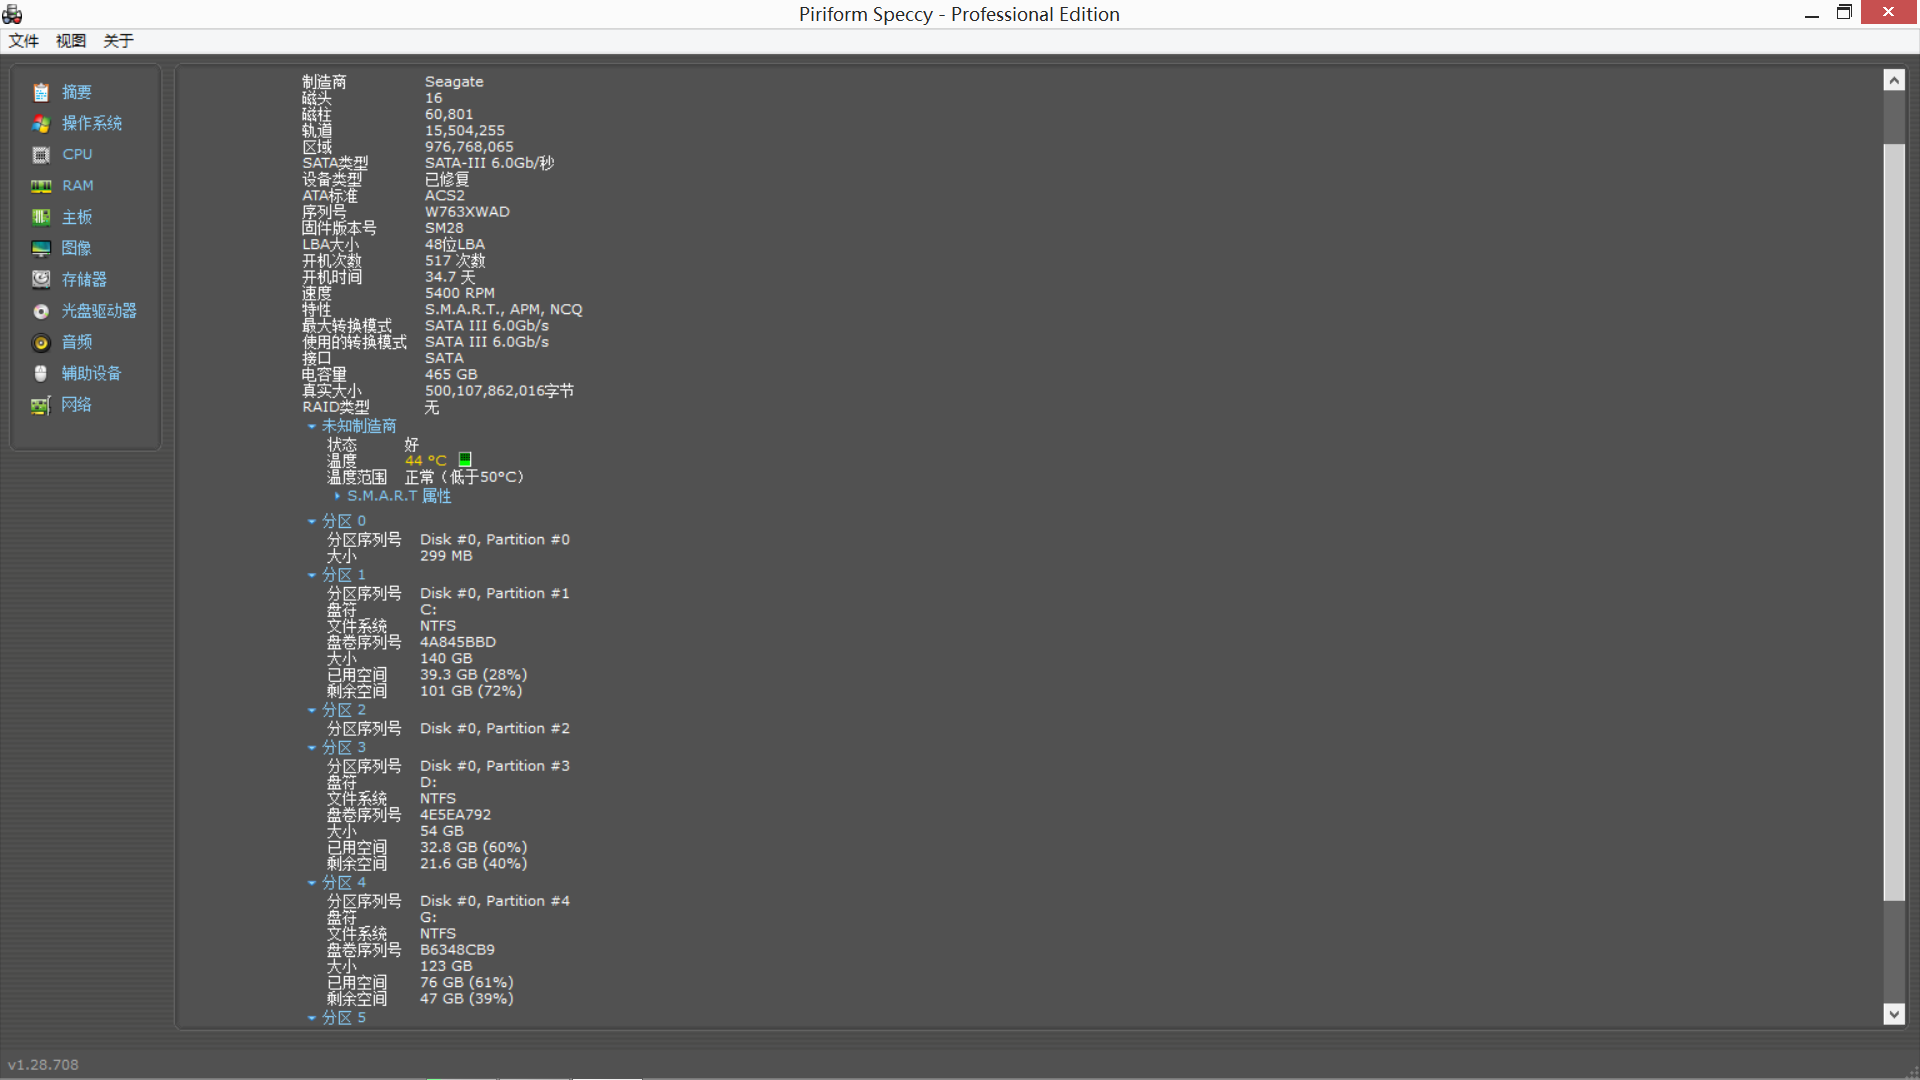 Piriform Speccy - Professional Edition
文件 视图 关于
摘要
操作系统
CPU
RAM
主板
图像
存储器
光盘驱动器
音频
辅助设备
网络
制造商 Seagate
磁头 16
磁柱 60,801
轨道 15,504,255
区域 976,768,065
SATA类型 SATA-III 6.0Gb/秒
设备类型 已修复
ATA标准 ACS2
序列号 W763XWAD
固件版本号 SM28
LBA大小 48位LBA
开机次数 517 次数
开机时间 34.7 天
速度 5400 RPM
特性 S.M.A.R.T., APM, NCQ
最大转换模式 SATA III 6.0Gb/s
使用的转换模式 SATA III 6.0Gb/s
接口 SATA
电容量 465 GB
真实大小 500,107,862,016字节
RAID类型 无
未知制造商
状态 好
温度 44 °C
温度范围 正常（低于50°C）
S.M.A.R.T 属性
分区 0
分区序列号 Disk #0, Partition #0
大小 299 MB
分区 1
分区序列号 Disk #0, Partition #1
盘符 C:
文件系统 NTFS
盘卷序列号 4A845BBD
大小 140 GB
已用空间 39.3 GB (28%)
剩余空间 101 GB (72%)
分区 2
分区序列号 Disk #0, Partition #2
分区 3
分区序列号 Disk #0, Partition #3
盘符 D:
文件系统 NTFS
盘卷序列号 4E5EA792
大小 54 GB
已用空间 32.8 GB (60%)
剩余空间 21.6 GB (40%)
分区 4
分区序列号 Disk #0, Partition #4
盘符 G:
文件系统 NTFS
盘卷序列号 B6348CB9
大小 123 GB
已用空间 76 GB (61%)
剩余空间 47 GB (39%)
分区 5
v1.28.708